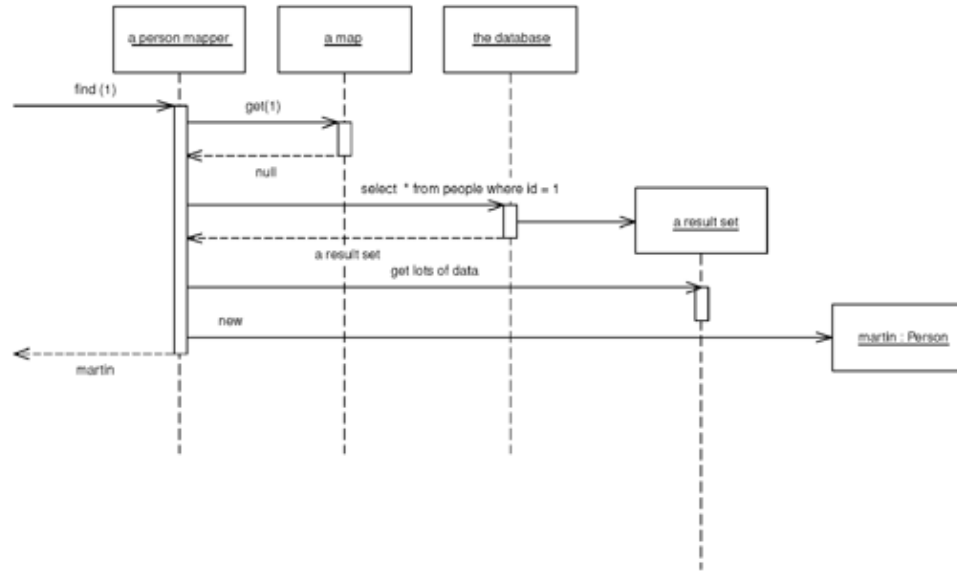 a person mapper
a map
the database
find (1)
get(1)
null
select * from people where id = 1
a result set
a result set
get lots of data
new
martin : Person
martin